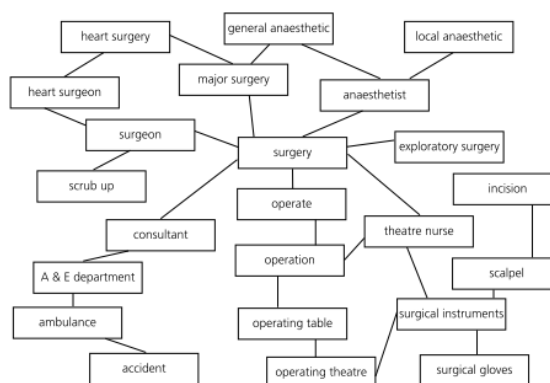 heart surgery
general anaesthetic
local anaesthetic
major surgery
heart surgeon
anaesthetist
surgeon
surgery
exploratory surgery
scrub up
incision
operate
consultant
theatre nurse
operation
A & E department
scalpel
ambulance
operating table
surgical instruments
accident
operating theatre
surgical gloves